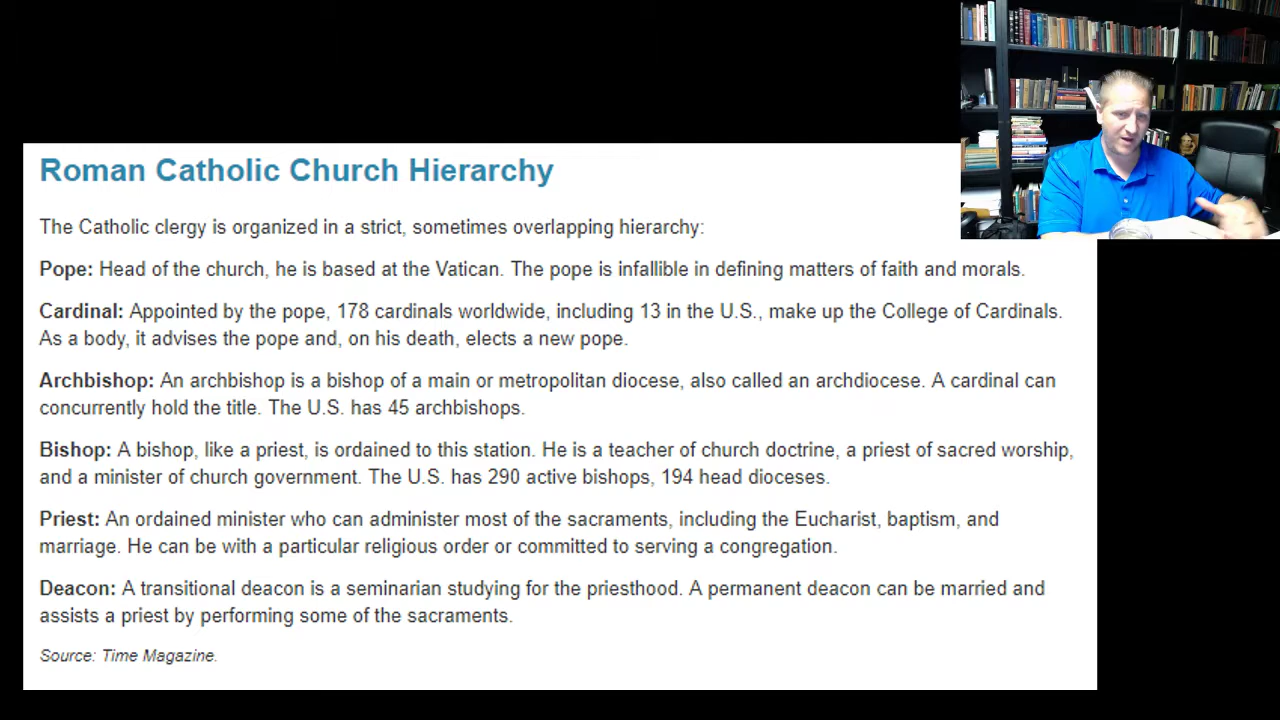 Roman Catholic Church Hierarchy
The Catholic clergy is organized in a strict, sometimes overlapping hierarchy:
Pope: Head of the church, he is based at the Vatican. The pope is infallible in defining matters of faith and morals.
Cardinal: Appointed by the pope, 178 cardinals worldwide, including 13 in the U.S., make up the College of Cardinals.
As a body, it advises the pope and, on his death, elects a new pope.
Archbishop: An archbishop is a bishop of a main or metropolitan diocese, also called an archdiocese. A cardinal can
concurrently hold the title. The U.S. has 45 archbishops.
Bishop: A bishop, like a priest, is ordained to this station. He is a teacher of church doctrine, a priest of sacred worship,
and a minister of church government. The U.S. has 290 active bishops, 194 head dioceses.
Priest: An ordained minister who can administer most of the sacraments, including the Eucharist, baptism, and
marriage. He can be with a particular religious order or committed to serving a congregation.
Deacon: A transitional deacon is a seminarian studying for the priesthood. A permanent deacon can be married and
assists a priest by performing some of the sacraments.
Source: Time Magazine.